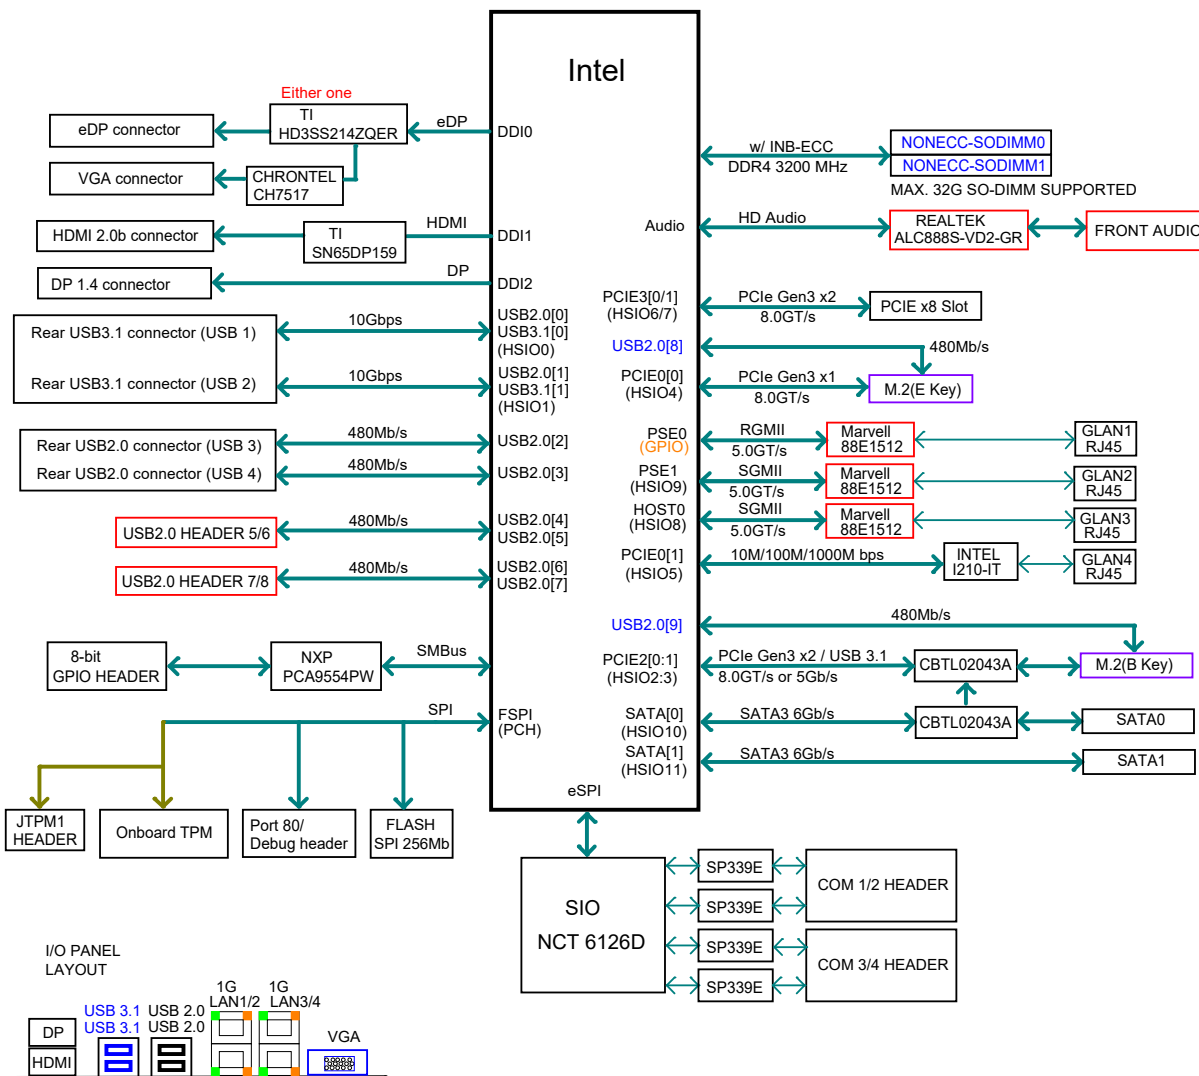 Intel
Either one
TI
HD3SS214ZQER
eDP connector
eDP
DDI0
VGA connector
CHRONTEL
CH7517
HDMI 2.0b connector
TI
SN65DP159
HDMI
DDI1
DP 1.4 connector
DP
DDI2
Rear USB3.1 connector (USB 1)
10Gbps
USB2.0[0]
USB3.1[0]
(HSIO0)
Rear USB3.1 connector (USB 2)
10Gbps
USB2.0[1]
USB3.1[1]
(HSIO1)
Rear USB2.0 connector (USB 3)
480Mb/s
USB2.0[2]
Rear USB2.0 connector (USB 4)
480Mb/s
USB2.0[3]
USB2.0 HEADER 5/6
480Mb/s
USB2.0[4]
USB2.0[5]
USB2.0 HEADER 7/8
480Mb/s
USB2.0[6]
USB2.0[7]
8-bit
GPIO HEADER
NXP
PCA9554PW
SMBus
SPI
FSPI
(PCH)
JTPM1
HEADER
Onboard TPM
Port 80/
Debug header
FLASH
SPI 256Mb
w/ INB-ECC
DDR4 3200 MHz
NONECC-SODIMM0
NONECC-SODIMM1
MAX. 32G SO-DIMM SUPPORTED
Audio
HD Audio
REALTEK
ALC888S-VD2-GR
FRONT AUDIO
PCIE3[0/1]
(HSIO6/7)
PCIe Gen3 x2
8.0GT/s
PCIE x8 Slot
USB2.0[8]
480Mb/s
PCIE0[0]
(HSIO4)
PCIe Gen3 x1
8.0GT/s
M.2(E Key)
PSE0
(GPIO)
RGMII
5.0GT/s
Marvell
88E1512
GLAN1
RJ45
PSE1
(HSIO9)
SGMII
5.0GT/s
Marvell
88E1512
GLAN2
RJ45
HOST0
(HSIO8)
SGMII
5.0GT/s
Marvell
88E1512
GLAN3
RJ45
PCIE0[1]
(HSIO5)
10M/100M/1000M bps
INTEL
I210-IT
GLAN4
RJ45
USB2.0[9]
480Mb/s
PCIE2[0:1]
(HSIO2:3)
PCIe Gen3 x2 / USB 3.1
8.0GT/s or 5Gb/s
CBTL02043A
M.2(B Key)
SATA[0]
(HSIO10)
SATA3 6Gb/s
CBTL02043A
SATA0
SATA[1]
(HSIO11)
SATA3 6Gb/s
SATA1
eSPI
SIO
NCT 6126D
SP339E
SP339E
COM 1/2 HEADER
SP339E
SP339E
COM 3/4 HEADER
I/O PANEL
LAYOUT
DP
HDMI
USB 3.1
USB 3.1
USB 2.0
USB 2.0
1G
LAN1/2
1G
LAN3/4
VGA